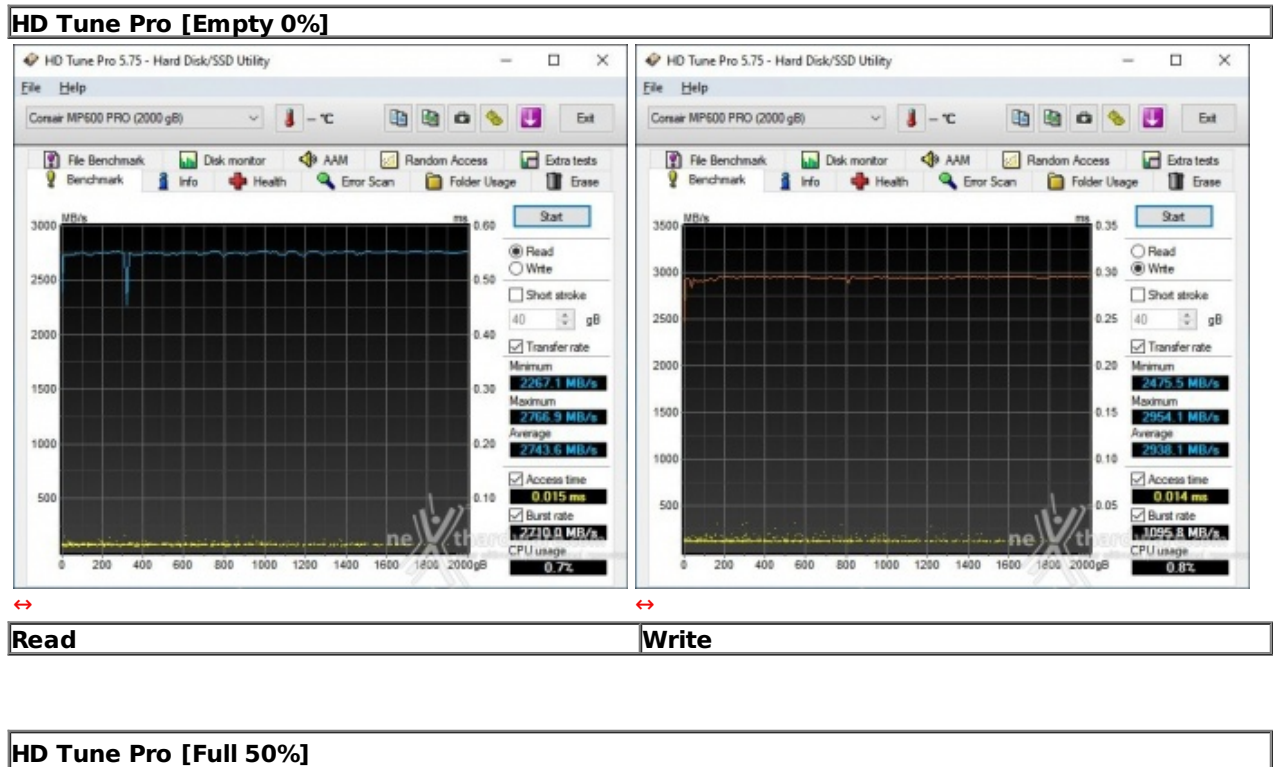 HD Tune Pro [Empty 0%]
HD Tune Pro 5.75 - Hard Disk/SSD Utility
File Help
Corsair MP600 PRO (2000 gB) – °C Exit
File Benchmark Disk monitor AAM Random Access Extra tests
Benchmark Info Health Error Scan Folder Usage Erase
MB/s ms
3000 0.60
2500 0.50
2000 0.40
1500 0.30
1000 0.20
500 0.10
0 200 400 600 800 1000 1200 1400 1600 1800 2000gB
Start
Read
Write
Short stroke
40 gB
Transfer rate
Minimum
2267.1 MB/s
Maximum
2766.9 MB/s
Average
2743.6 MB/s
Access time
0.015 ms
Burst rate
2710.0 MB/s
CPU usage
0.7%
HD Tune Pro 5.75 - Hard Disk/SSD Utility
File Help
Corsair MP600 PRO (2000 gB) – °C Exit
File Benchmark Disk monitor AAM Random Access Extra tests
Benchmark Info Health Error Scan Folder Usage Erase
MB/s ms
3500 0.35
3000 0.30
2500 0.25
2000 0.20
1500 0.15
1000 0.10
500 0.05
0 200 400 600 800 1000 1200 1400 1600 1800 2000gB
Start
Read
Write
Short stroke
40 gB
Transfer rate
Minimum
2475.5 MB/s
Maximum
2954.1 MB/s
Average
2938.1 MB/s
Access time
0.014 ms
Burst rate
1095.8 MB/s
CPU usage
0.8%
Read Write
HD Tune Pro [Full 50%]